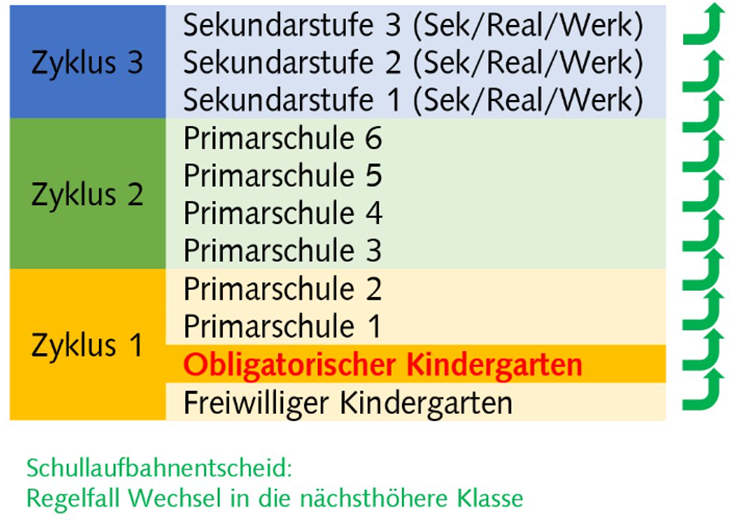 Zyklus 3
Sekundarstufe 3 (Sek/Real/Werk)
Sekundarstufe 2 (Sek/Real/Werk)
Sekundarstufe 1 (Sek/Real/Werk)
Zyklus 2
Primarschule 6
Primarschule 5
Primarschule 4
Primarschule 3
Zyklus 1
Primarschule 2
Primarschule 1
Obligatorischer Kindergarten
Freiwilliger Kindergarten
Schullaufbahnentscheid:
Regelfall Wechsel in die nächsthöhere Klasse